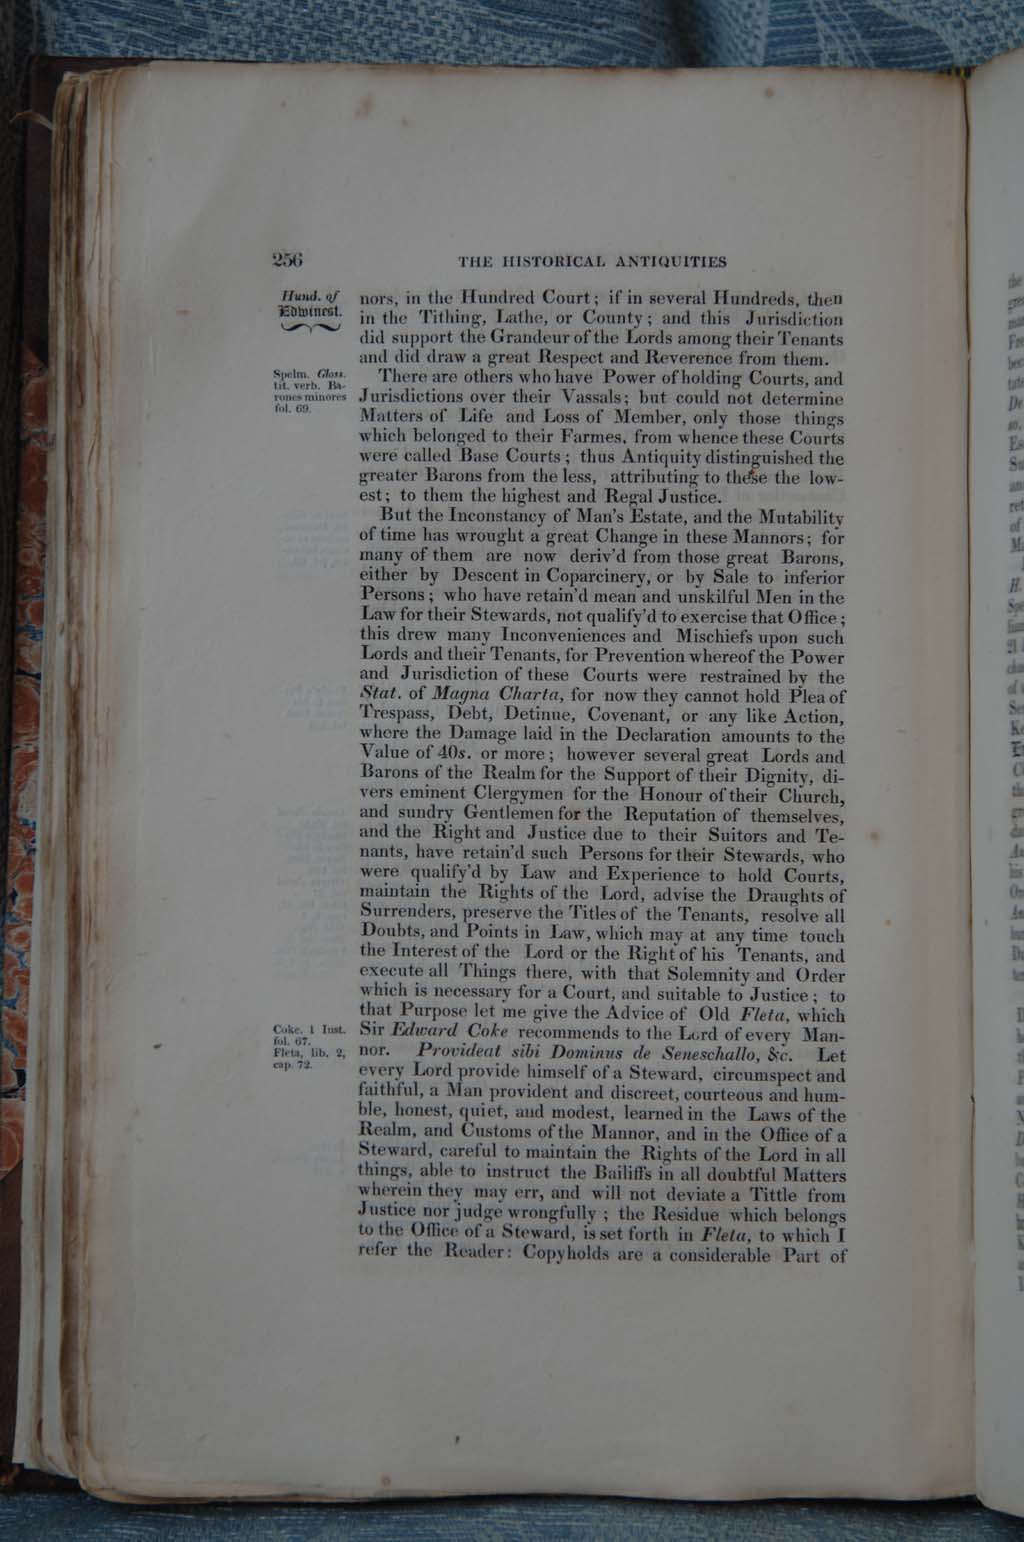 256 THE HISTORICAL ANTIQUITIES
Hund. of
Edwinest.
Spelm. Gloss.
tit. verb. Ba-
rones minores
fol. 69.
nors, in the Hundred Court; if in several Hundreds, then
in the Tithing, Lathe, or County; and this Jurisdiction
did support the Grandeur of the Lords among their Tenants
and did draw a great Respect and Reverence from them.
There are others who have Power of holding Courts, and
Jurisdictions over their Vassals; but could not determine
Matters of Life and Loss of Member, only those things
which belonged to their Farmes, from whence these Courts
were called Base Courts; thus Antiquity distinguished the
greater Barons from the less, attributing to these the low-
est; to them the highest and Regal Justice.
But the Inconstancy of Man's Estate, and the Mutability
of time has wrought a great Change in these Mannors; for
many of them are now deriv'd from those great Barons,
either by Descent in Coparcinery, or by Sale to inferior
Persons; who have retain'd mean and unskilful Men in the
Law for their Stewards, not qualify'd to exercise that Office;
this drew many Inconveniences and Mischiefs upon such
Lords and their Tenants, for Prevention whereof the Power
and Jurisdiction of these Courts were restrained by the
Stat. of Magna Charta, for now they cannot hold Plea of
Trespass, Debt, Detinue, Covenant, or any like Action,
where the Damage laid in the Declaration amounts to the
Value of 40s. or more; however several great Lords and
Barons of the Realm for the Support of their Dignity, di-
vers eminent Clergymen for the Honour of their Church,
and sundry Gentlemen for the Reputation of themselves,
and the Right and Justice due to their Suitors and Te-
nants, have retain'd such Persons for their Stewards, who
were qualify'd by Law and Experience to hold Courts,
maintain the Rights of the Lord, advise the Draughts of
Surrenders, preserve the Titles of the Tenants, resolve all
Doubts, and Points in Law, which may at any time touch
the Interest of the Lord or the Right of his Tenants, and
execute all Things there, with that Solemnity and Order
which is necessary for a Court, and suitable to Justice; to
that Purpose let me give the Advice of Old Fleta, which
Coke. 1 Inst.
fol. 67.
Fleta, lib. 2,
cap. 72.
Sir Edward Coke recommends to the Lord of every Man-
nor. Provideat sibi Dominus de Seneschallo, &c. Let
every Lord provide himself of a Steward, circumspect and
faithful, a Man provident and discreet, courteous and hum-
ble, honest, quiet, and modest, learned in the Laws of the
Realm, and Customs of the Mannor, and in the Office of a
Steward, careful to maintain the Rights of the Lord in all
things, able to instruct the Bailiffs in all doubtful Matters
wherein they may err, and will not deviate a Tittle from
Justice nor judge wrongfully; the Residue which belongs
to the Office of a Steward, is set forth in Fleta, to which I
refer the Reader: Copyholds are a considerable Part of